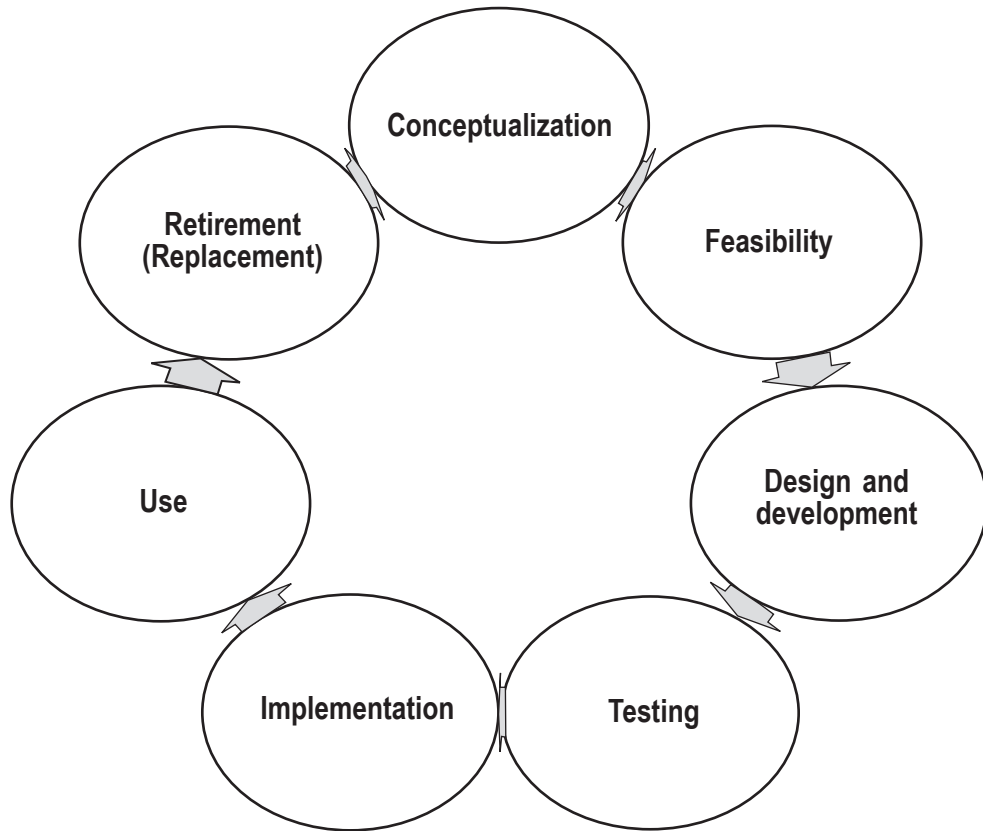 Conceptualization
Feasibility
Design and
development
Testing
Implementation
Use
Retirement
(Replacement)